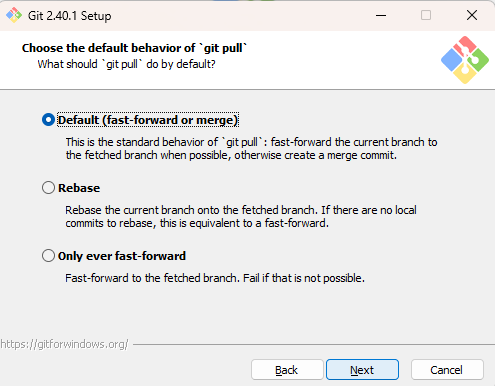 Git 2.40.1 Setup
Choose the default behavior of `git pull`
What should `git pull` do by default?
Default (fast-forward or merge)
This is the standard behavior of `git pull`: fast-forward the current branch to
the fetched branch when possible, otherwise create a merge commit.
Rebase
Rebase the current branch onto the fetched branch. If there are no local
commits to rebase, this is equivalent to a fast-forward.
Only ever fast-forward
Fast-forward to the fetched branch. Fail if that is not possible.
https://gitforwindows.org/
Back Next Cancel